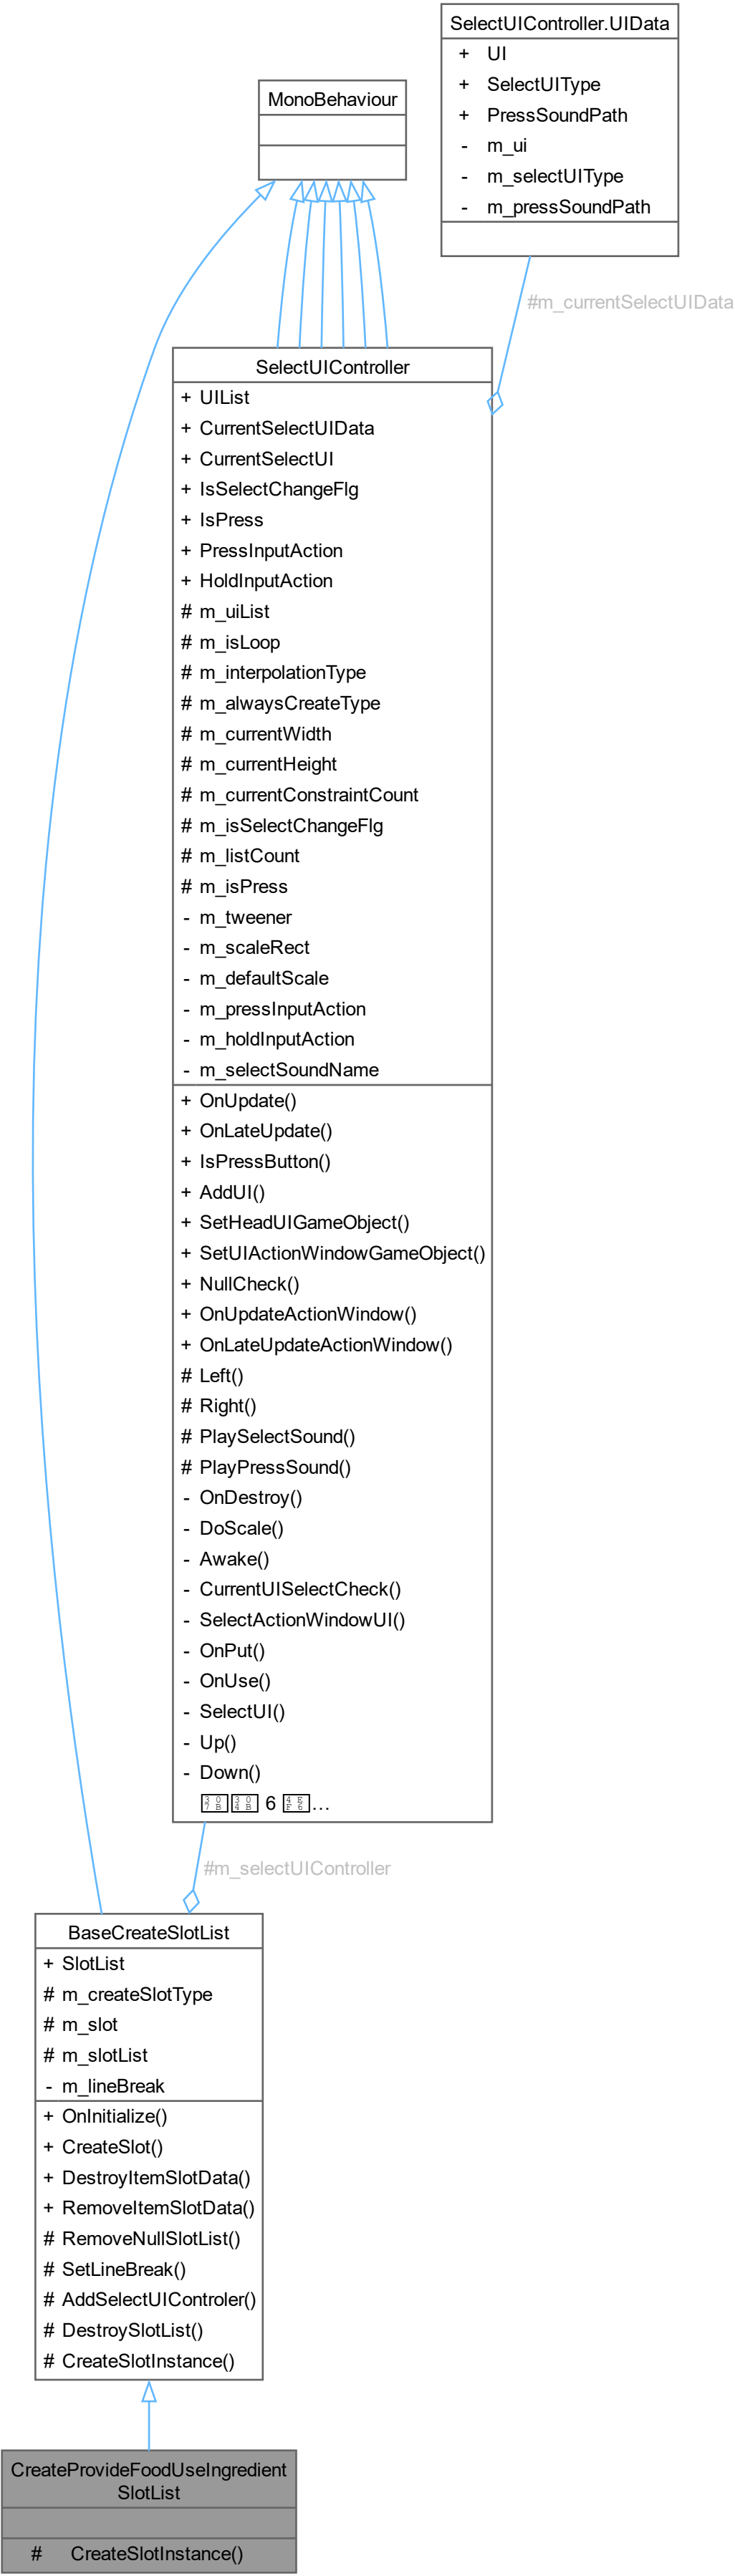 SelectUIController.UIData
+ UI
+ SelectUIType
+ PressSoundPath
- m_ui
- m_selectUIType
- m_pressSoundPath
MonoBehaviour
#m_currentSelectUIData
SelectUIController
+ UIList
+ CurrentSelectUIData
+ CurrentSelectUI
+ IsSelectChangeFlg
+ IsPress
+ PressInputAction
+ HoldInputAction
# m_uiList
# m_isLoop
# m_interpolationType
# m_alwaysCreateType
# m_currentWidth
# m_currentHeight
# m_currentConstraintCount
# m_isSelectChangeFlg
# m_listCount
# m_isPress
- m_tweener
- m_scaleRect
- m_defaultScale
- m_pressInputAction
- m_holdInputAction
- m_selectSoundName
+ OnUpdate()
+ OnLateUpdate()
+ IsPressButton()
+ AddUI()
+ SetHeadUIGameObject()
+ SetUIActionWindowGameObject()
+ NullCheck()
+ OnUpdateActionWindow()
+ OnLateUpdateActionWindow()
# Left()
# Right()
# PlaySelectSound()
# PlayPressSound()
- OnDestroy()
- DoScale()
- Awake()
- CurrentUISelectCheck()
- SelectActionWindowUI()
- OnPut()
- OnUse()
- SelectUI()
- Up()
- Down()
6 ...
#m_selectUIController
BaseCreateSlotList
+ SlotList
# m_createSlotType
# m_slot
# m_slotList
- m_lineBreak
+ OnInitialize()
+ CreateSlot()
+ DestroyItemSlotData()
+ RemoveItemSlotData()
# RemoveNullSlotList()
# SetLineBreak()
# AddSelectUIControler()
# DestroySlotList()
# CreateSlotInstance()
CreateProvideFoodUseIngredient
SlotList
# CreateSlotInstance()